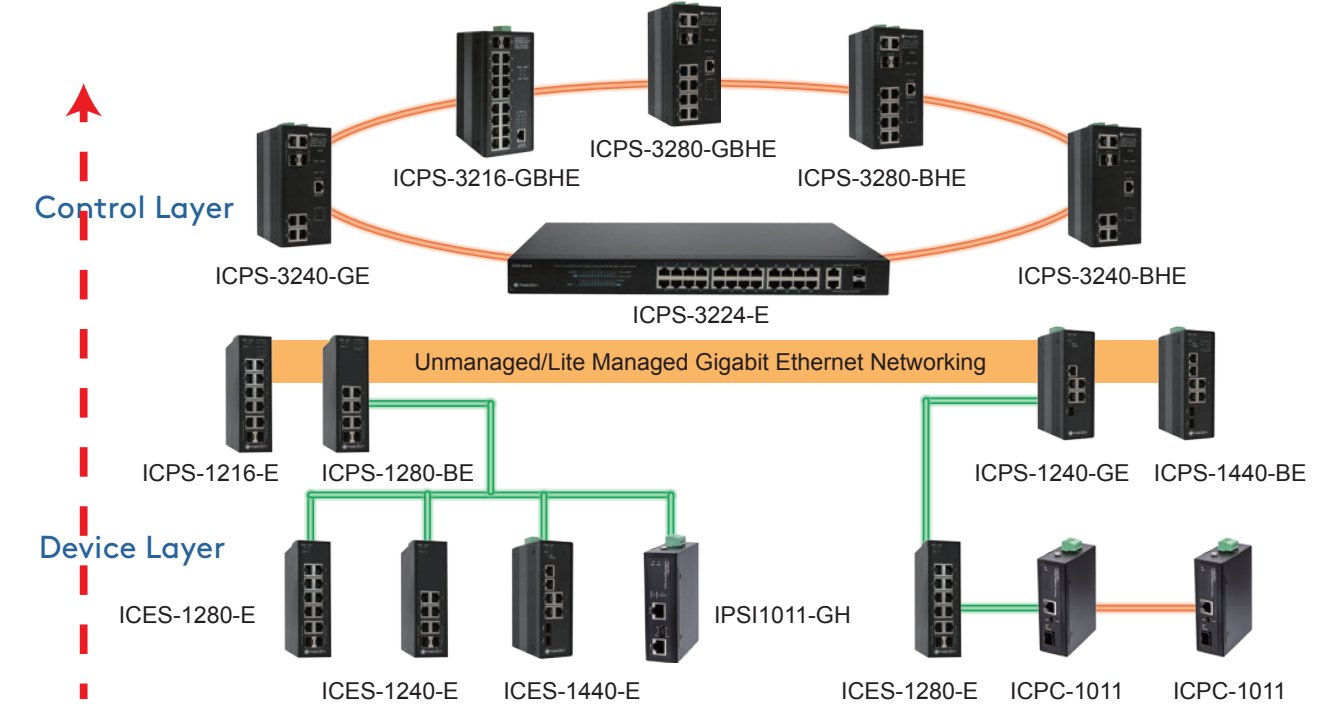 ICPS-3280-GBHE
ICPS-3216-GBHE
ICPS-3280-BHE
Control Layer
ICPS-3240-GE
ICPS-3240-BHE
ICPS-3224-E
Unmanaged/Lite Managed Gigabit Ethernet Networking
ICPS-1216-E
ICPS-1280-BE
ICPS-1240-GE
ICPS-1440-BE
Device Layer
ICES-1280-E
IPSI1011-GH
ICES-1240-E
ICES-1440-E
ICES-1280-E
ICPC-1011
ICPC-1011